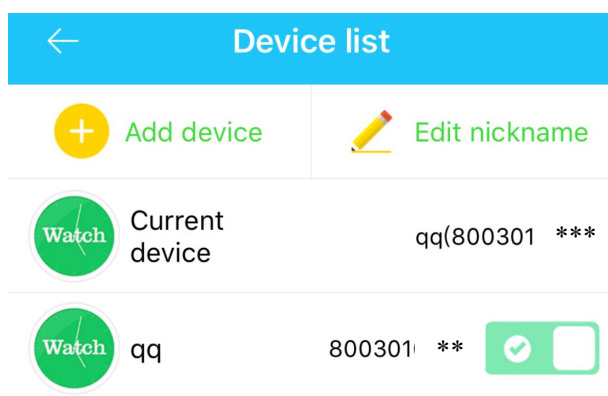 Device list
Add device
Edit nickname
Watch
Current device
qq(800301 ***
Watch
qq
800301 **